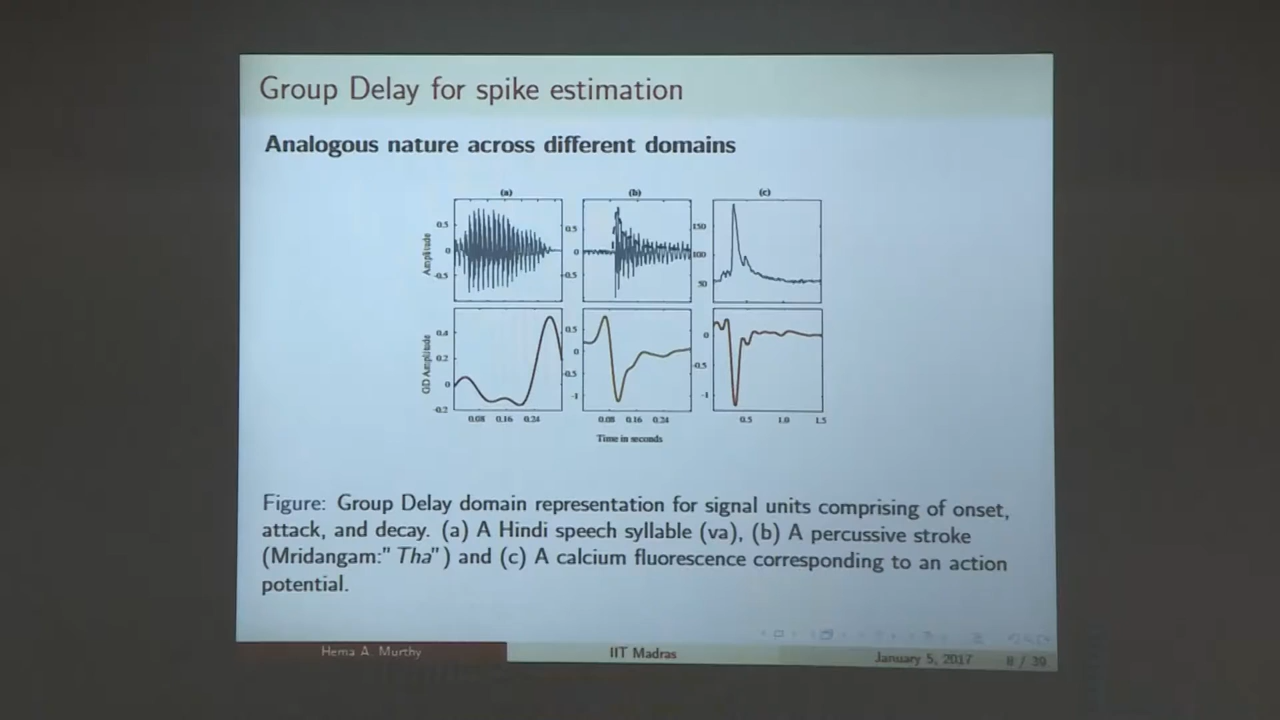 Group Delay for spike estimation
Analogous nature across different domains
(a) (b) (c)
Amplitude
0.5
0
-0.5
0.5
0
-0.5
150
100
50
GD Amplitude
0.4
0.2
0
-0.2
0.5
0
-0.5
-1
0
-0.5
-1
0.08 0.16 0.24
0.08 0.16 0.24
0.5 1.0 1.5
Time in seconds
Figure: Group Delay domain representation for signal units comprising of onset,
attack, and decay. (a) A Hindi speech syllable (va), (b) A percussive stroke
(Mridangam:" Tha") and (c) A calcium fluorescence corresponding to an action
potential.
Hema A. Murthy IIT Madras January 5, 2017 8 / 39